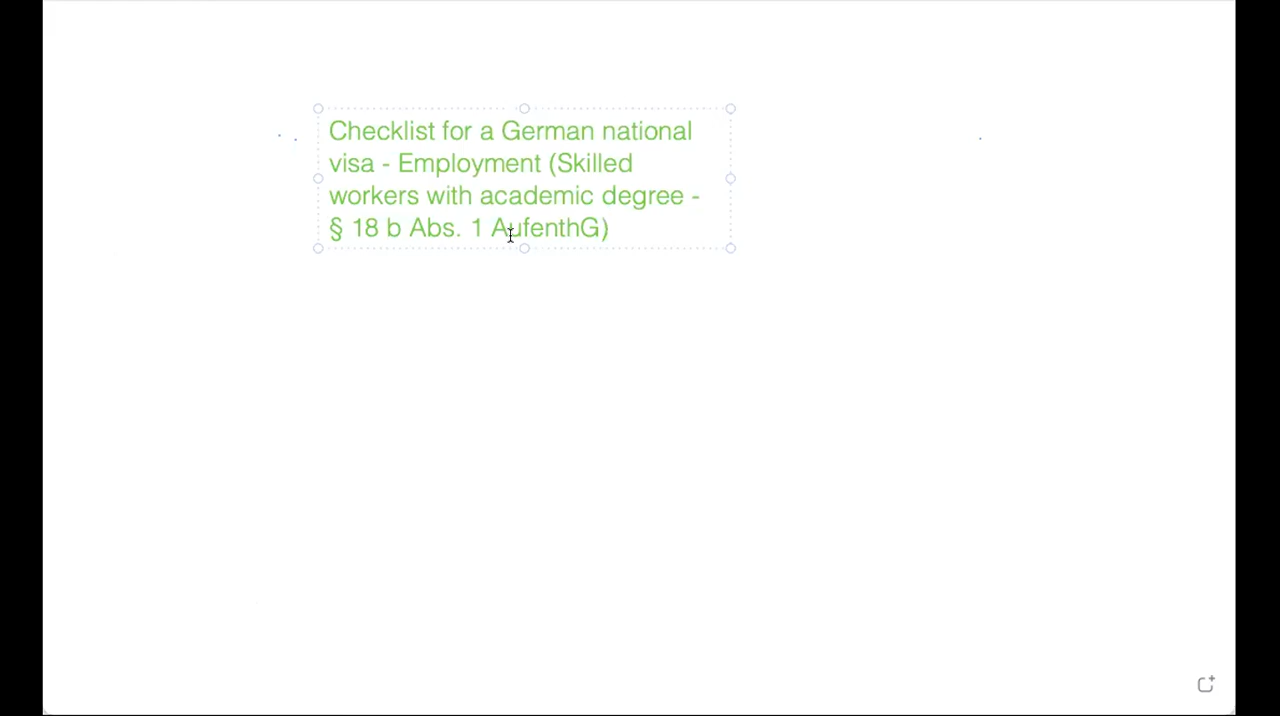 Checklist for a German national
visa - Employment (Skilled
workers with academic degree -
§ 18 b Abs. 1 AufenthG)